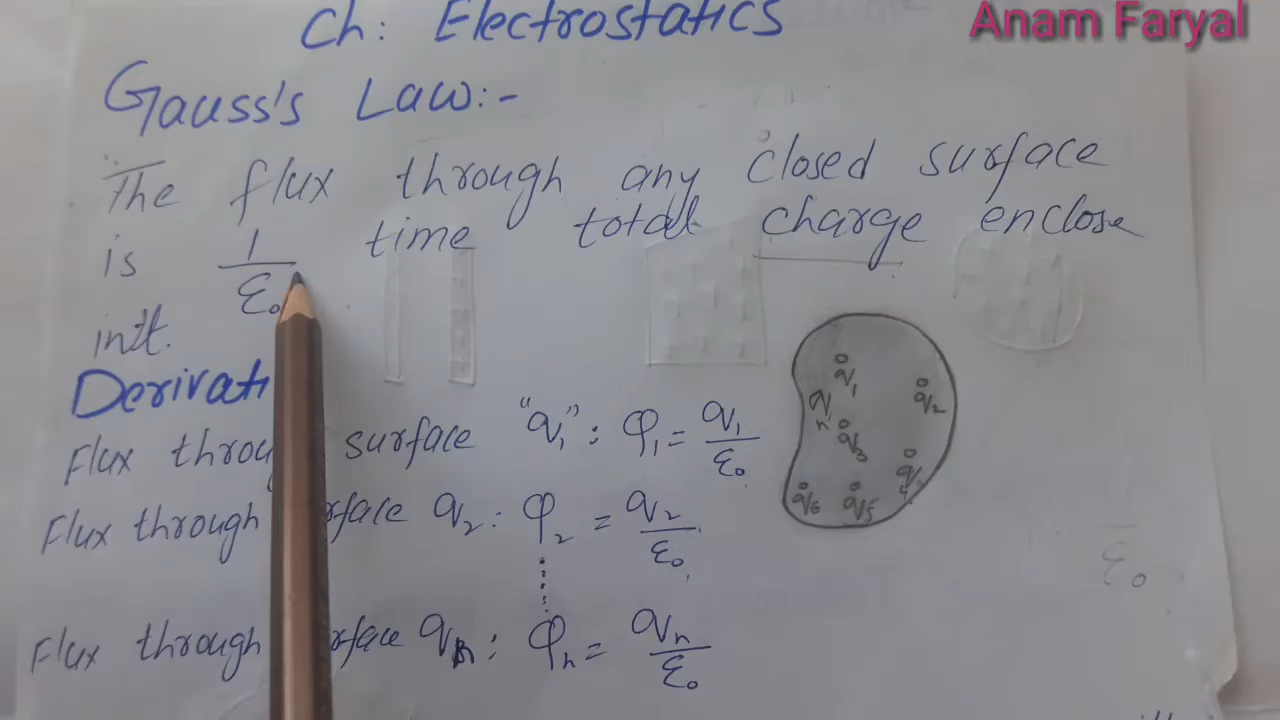 Ch: Electrostatics
Anam Faryal
Gauss's Law:-
The flux through any closed surface
is 1/ε₀ time total charge enclose
in it.
Derivati
Flux throu surface "q₁" : φ₁ = q₁/ε₀
Flux through rface q₂ : φ₂ = q₂/ε₀
Flux through rface qₙ : φₙ = qₙ/ε₀
q₁
q₂
qₙ
q₃
q₄
q₆ q₅
ε₀